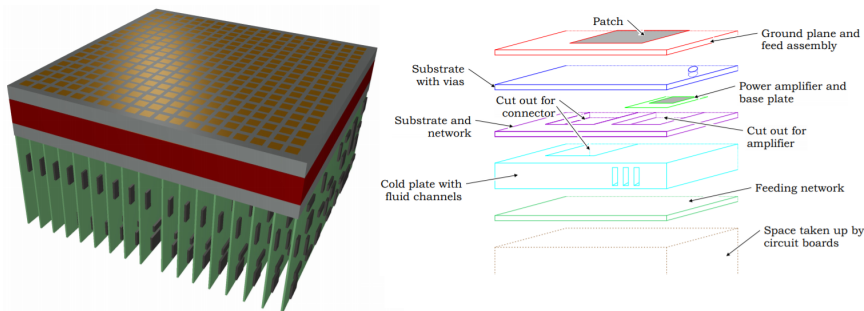 Patch
Ground plane and
feed assembly
Substrate
with vias
Power amplifier and
base plate
Cut out for
connector
Substrate and
network
Cut out for
amplifier
Cold plate with
fluid channels
Feeding network
Space taken up by
circuit boards